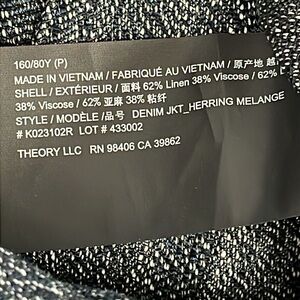 160/80Y (P)
MADE IN VIETNAM / FABRIQUÉ AU VIETNAM / 原产地 越
SHELL / EXTÉRIEUR / 面料 62% Linen 38% Viscose / 62% L
38% Viscose / 62% 亚麻 38% 粘纤
STYLE / MODÈLE /品号 DENIM JKT_HERRING MELANGE
# K023102R LOT # 433002
THEORY LLC RN 98406 CA 39862